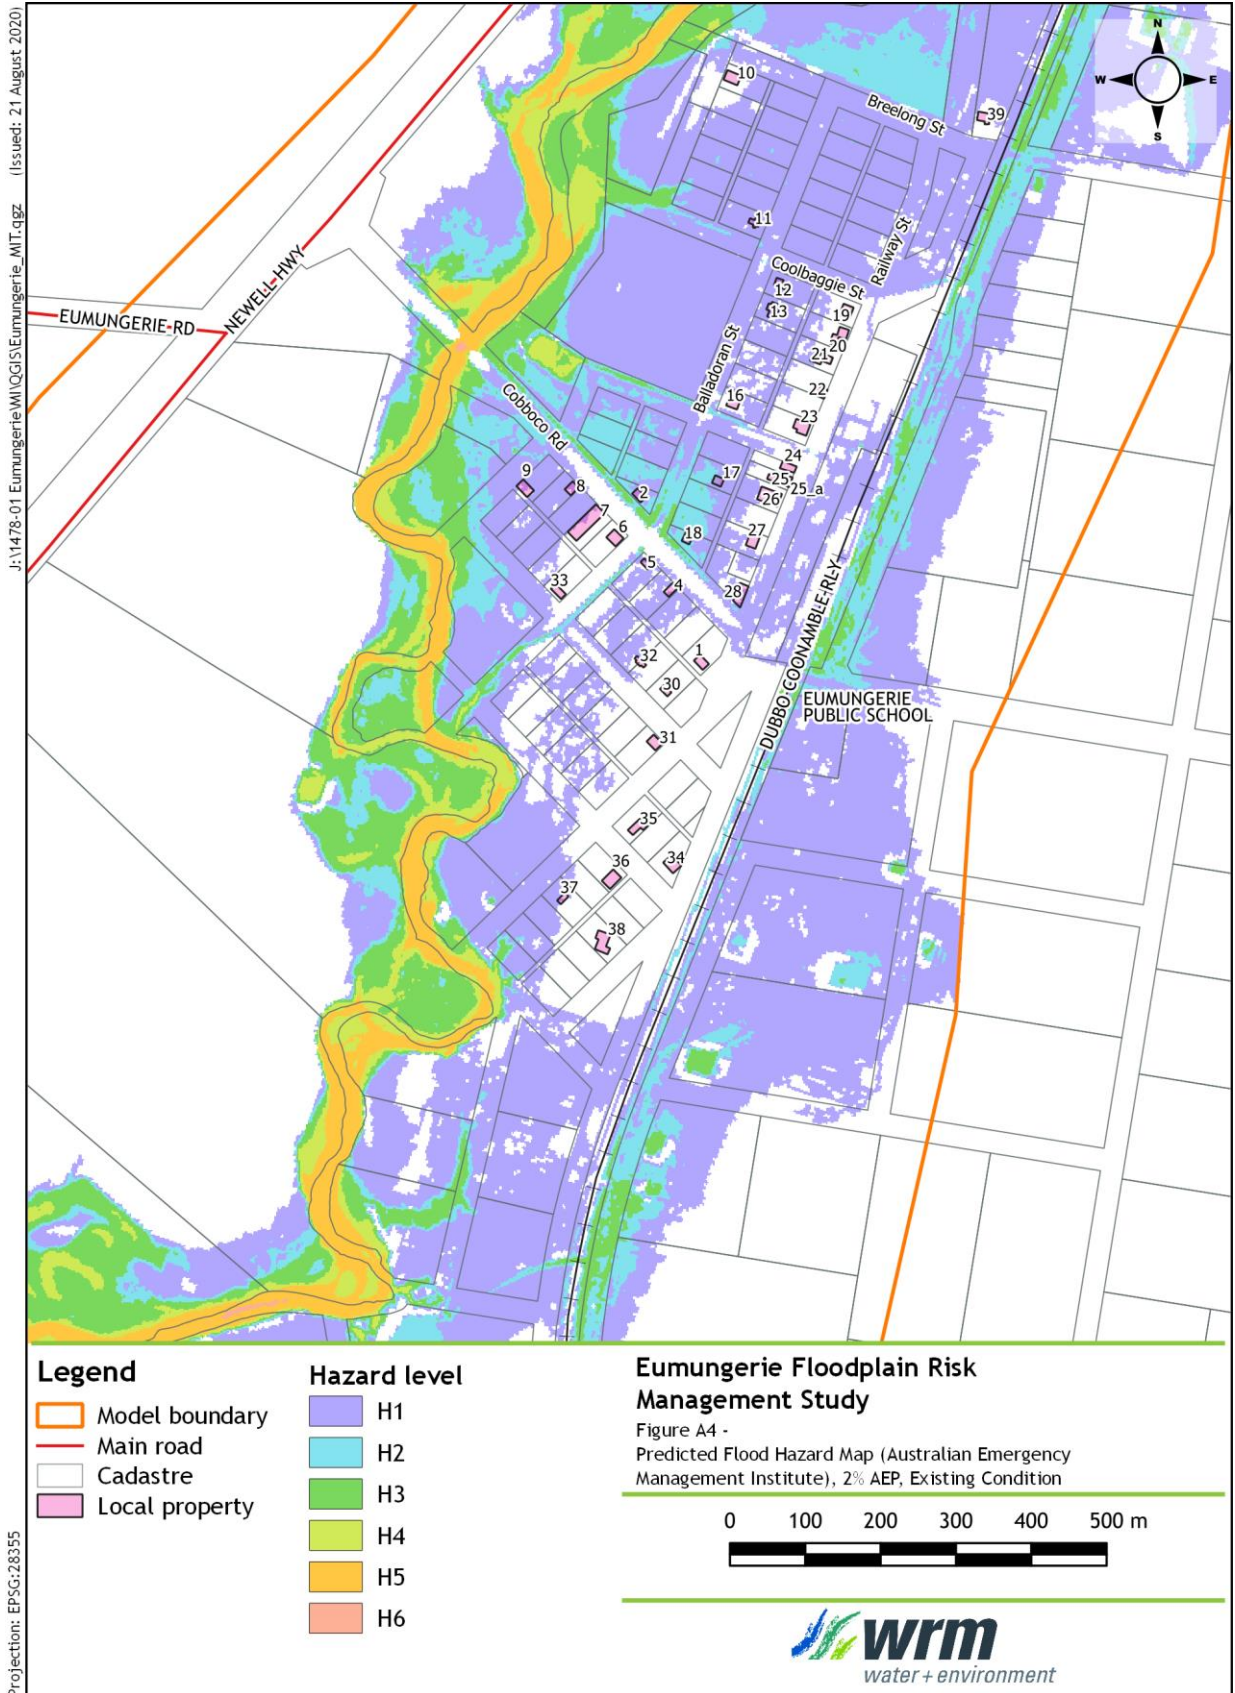 J:\1478-01 Eumungerie\WI\QGIS\Eumungerie_MIT.qgz (Issued: 21 August 2020)
Projection: EPSG:28355
N
W E
S
10
Breelong St
39
11
Railway St
Coolbaggie St
12
13
19
20
21
22
Balladoran St
16
23
NEWELL HWY
EUMUNGERIE RD
Cobboco Rd
24
9
8
2
17
25
25_a
26
7
6
18
27
5
4
28
33
DUBBO-COONAMBLE RLY
32
1
30
EUMUNGERIE
PUBLIC SCHOOL
31
35
34
36
37
38
Legend
Model boundary
Main road
Cadastre
Local property
Hazard level
H1
H2
H3
H4
H5
H6
Eumungerie Floodplain Risk
Management Study
Figure A4 -
Predicted Flood Hazard Map (Australian Emergency
Management Institute), 2% AEP, Existing Condition
0 100 200 300 400 500 m
wrm
water + environment